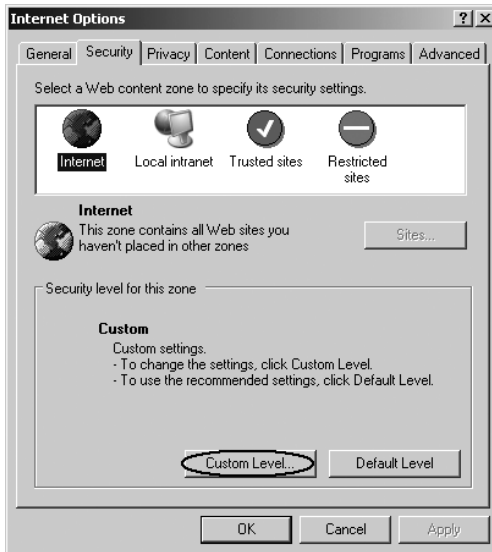 Internet Options
? x
General Security Privacy Content Connections Programs Advanced
Select a Web content zone to specify its security settings.
Internet Local intranet Trusted sites Restricted
sites
Internet
This zone contains all Web sites you
haven't placed in other zones
Sites...
Security level for this zone
Custom
Custom settings.
- To change the settings, click Custom Level.
- To use the recommended settings, click Default Level.
Custom Level... Default Level
OK Cancel Apply